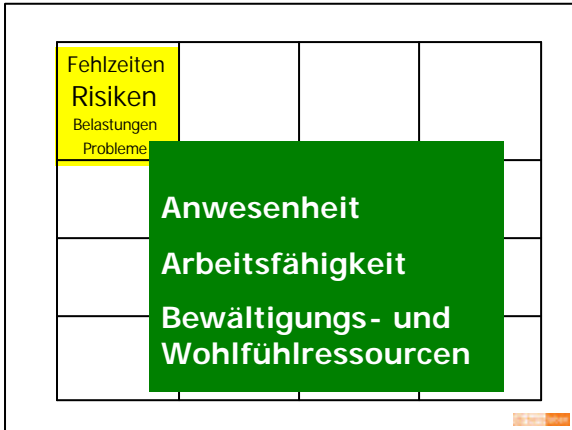 Fehlzeiten
Risiken
Belastungen
Probleme
Anwesenheit
Arbeitsfähigkeit
Bewältigungs- und
Wohlfühlressourcen